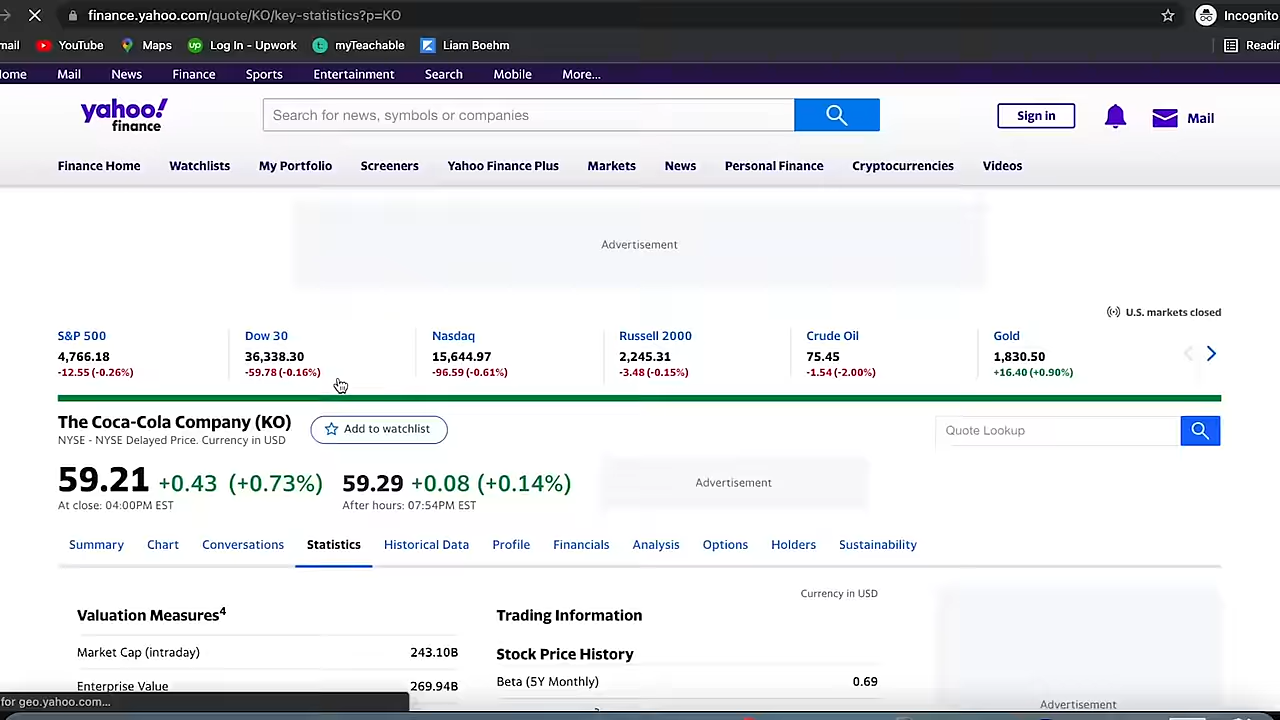 finance.yahoo.com/quote/KO/key-statistics?p=KO
Incognito
mail YouTube Maps Log In - Upwork myTeachable Liam Boehm
Home Mail News Finance Sports Entertainment Search Mobile More...
yahoo!
finance
Search for news, symbols or companies
Sign in
Mail
Finance Home Watchlists My Portfolio Screeners Yahoo Finance Plus Markets News Personal Finance Cryptocurrencies Videos
Advertisement
U.S. markets closed
S&P 500 Dow 30 Nasdaq Russell 2000 Crude Oil Gold
4,766.18 36,338.30 15,644.97 2,245.31 75.45 1,830.50
-12.55 (-0.26%) -59.78 (-0.16%) -96.59 (-0.61%) -3.48 (-0.15%) -1.54 (-2.00%) +16.40 (+0.90%)
The Coca-Cola Company (KO)
Add to watchlist
Quote Lookup
NYSE - NYSE Delayed Price. Currency in USD
59.21 +0.43 (+0.73%) 59.29 +0.08 (+0.14%)
Advertisement
At close: 04:00PM EST After hours: 07:54PM EST
Summary Chart Conversations Statistics Historical Data Profile Financials Analysis Options Holders Sustainability
Currency in USD
Valuation Measures4
Trading Information
Market Cap (intraday) 243.10B
Stock Price History
Enterprise Value 269.94B
Beta (5Y Monthly) 0.69
for geo.yahoo.com...
Advertisement